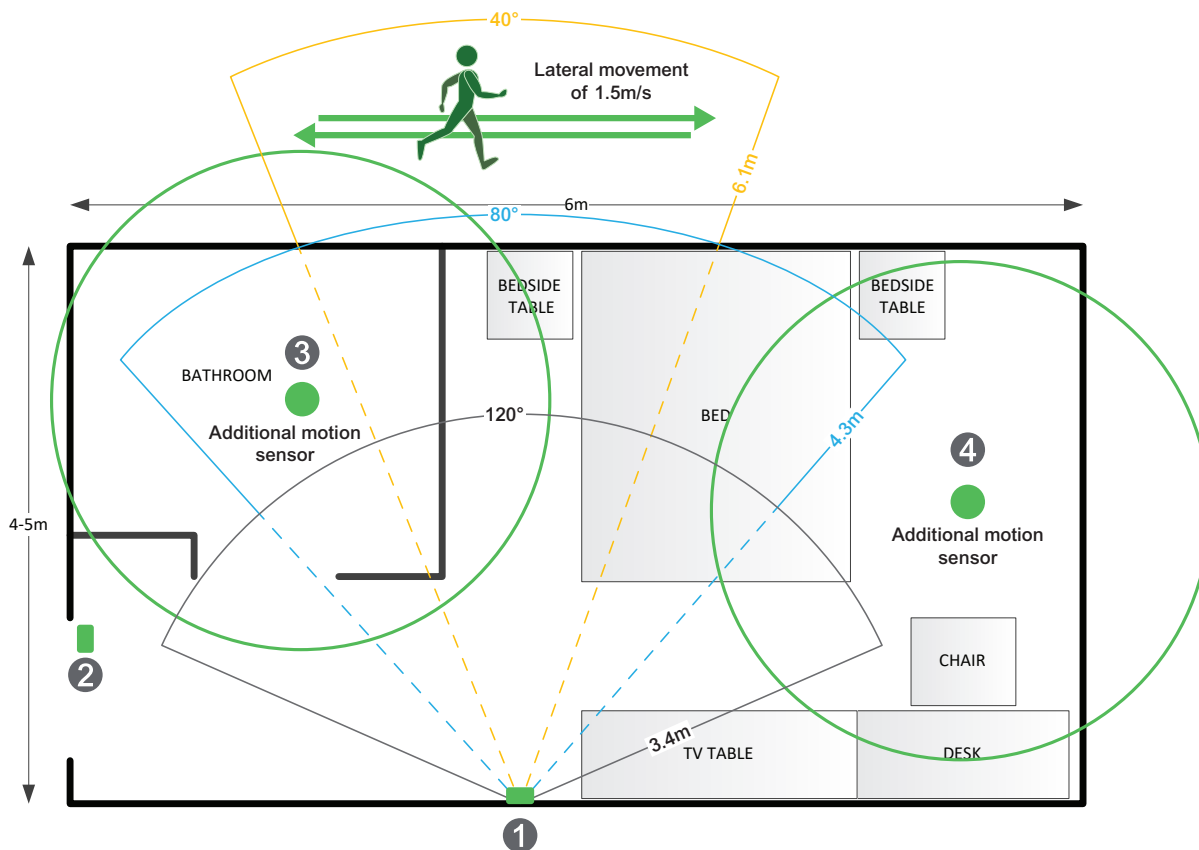 40°
Lateral movement
of 1.5m/s
6.1m
6m
80°
BEDSIDE
TABLE
BEDSIDE
TABLE
3
BATHROOM
Additional motion
sensor
120°
BED
4.3m
4
Additional motion
sensor
4-5m
2
CHAIR
3.4m
TV TABLE
DESK
1